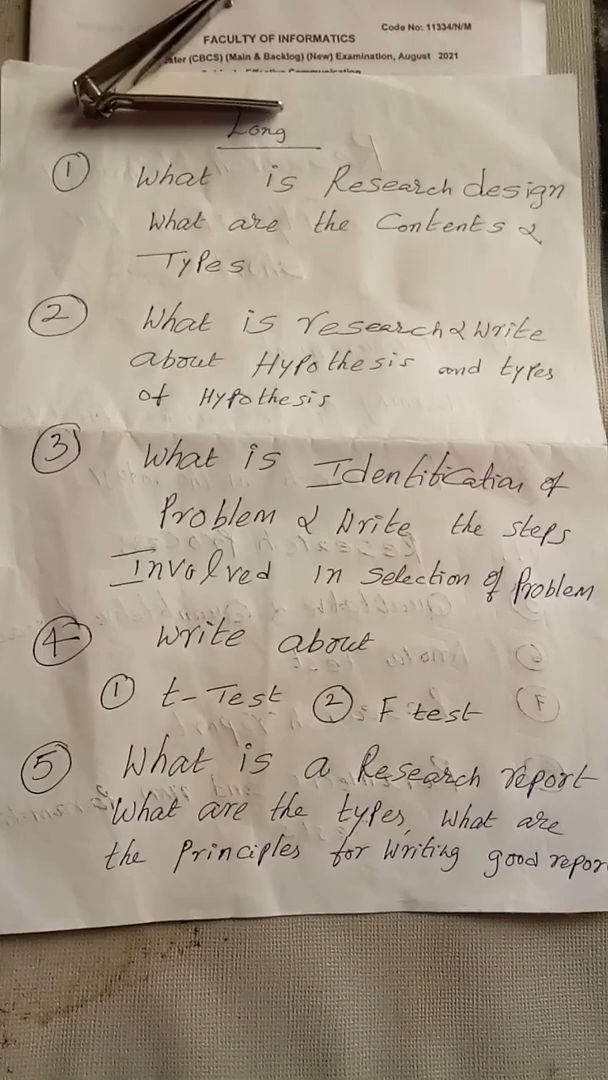 Code No: 11334/N/M
FACULTY OF INFORMATICS
ster (CBCS) (Main & Backlog) (New) Examination, August 2021
Long
① What is Research design
What are the Contents &
Types
② What is research & Write
about Hypothesis and types
of Hypothesis
③ What is Identification of
Problem & Write the steps
Involved in selection of Problem
④ Write about
① t-Test ② F test
⑤ What is a Research report
What are the types, What are
the Principles for Writing good repor